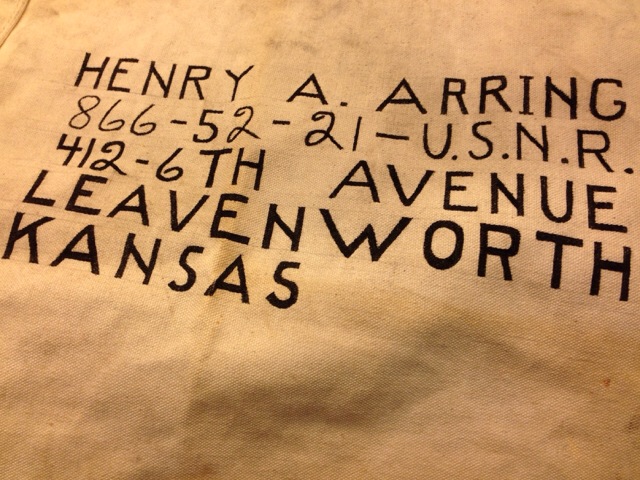 HENRY A. ARRING
866-52-21-U.S.N.R.
412-6TH AVENUE
LEAVENWORTH
KANSAS